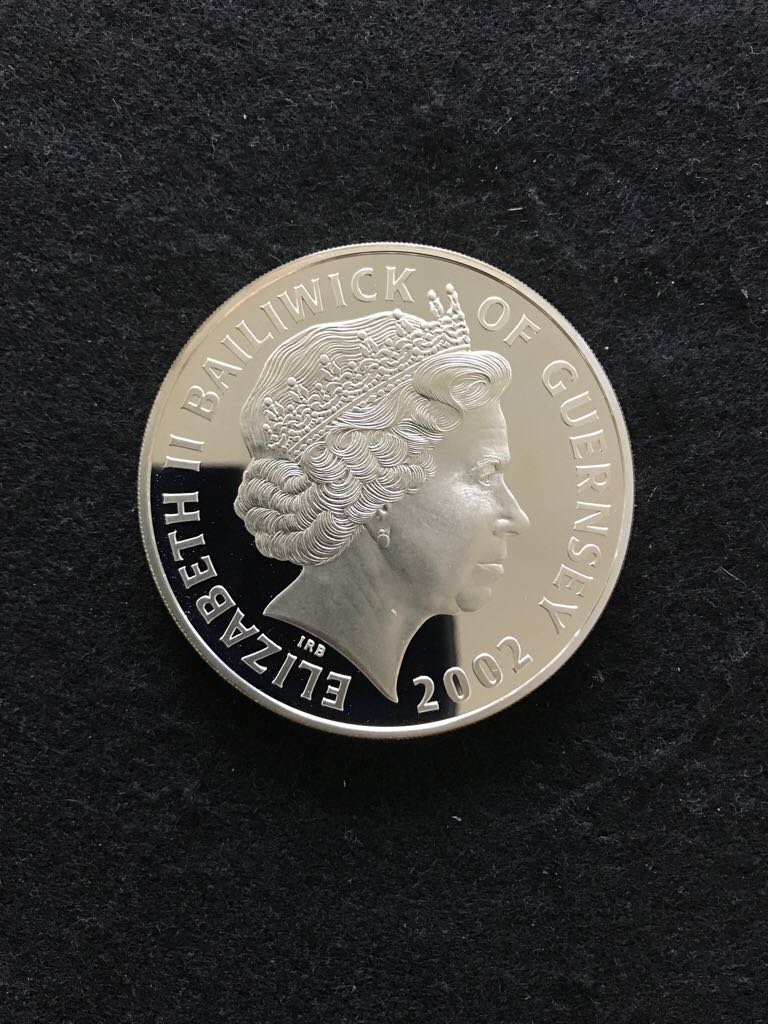 ELIZABETH II BAILIWICK OF GUERNSEY
2002
IRB